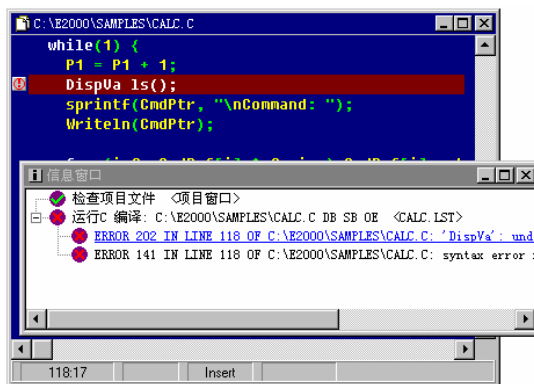 C:\E2000\SAMPLES\CALC.C
while(1) {
P1 = P1 + 1;
DispVa ls();
sprintf(CmdPtr, "\nCommand: ");
Writeln(CmdPtr);
信息窗口
检查项目文件 <项目窗口>
运行C 编译: C:\E2000\SAMPLES\CALC.C DB SB OE <CALC.LST>
ERROR 202 IN LINE 118 OF C:\E2000\SAMPLES\CALC.C: 'DispVa': und
ERROR 141 IN LINE 118 OF C:\E2000\SAMPLES\CALC.C: syntax error
118:17 Insert